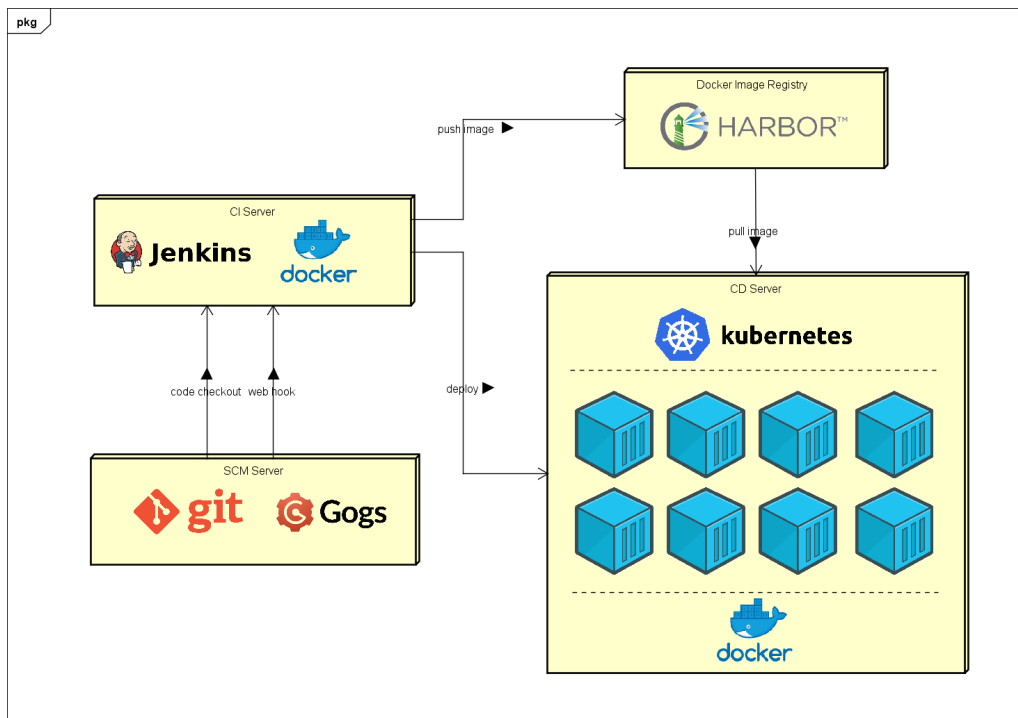 pkg
Docker Image Registry
HARBOR™
push image
CI Server
Jenkins
docker
pull image
CD Server
kubernetes
code checkout
web hook
deploy
SCM Server
git
Gogs
docker